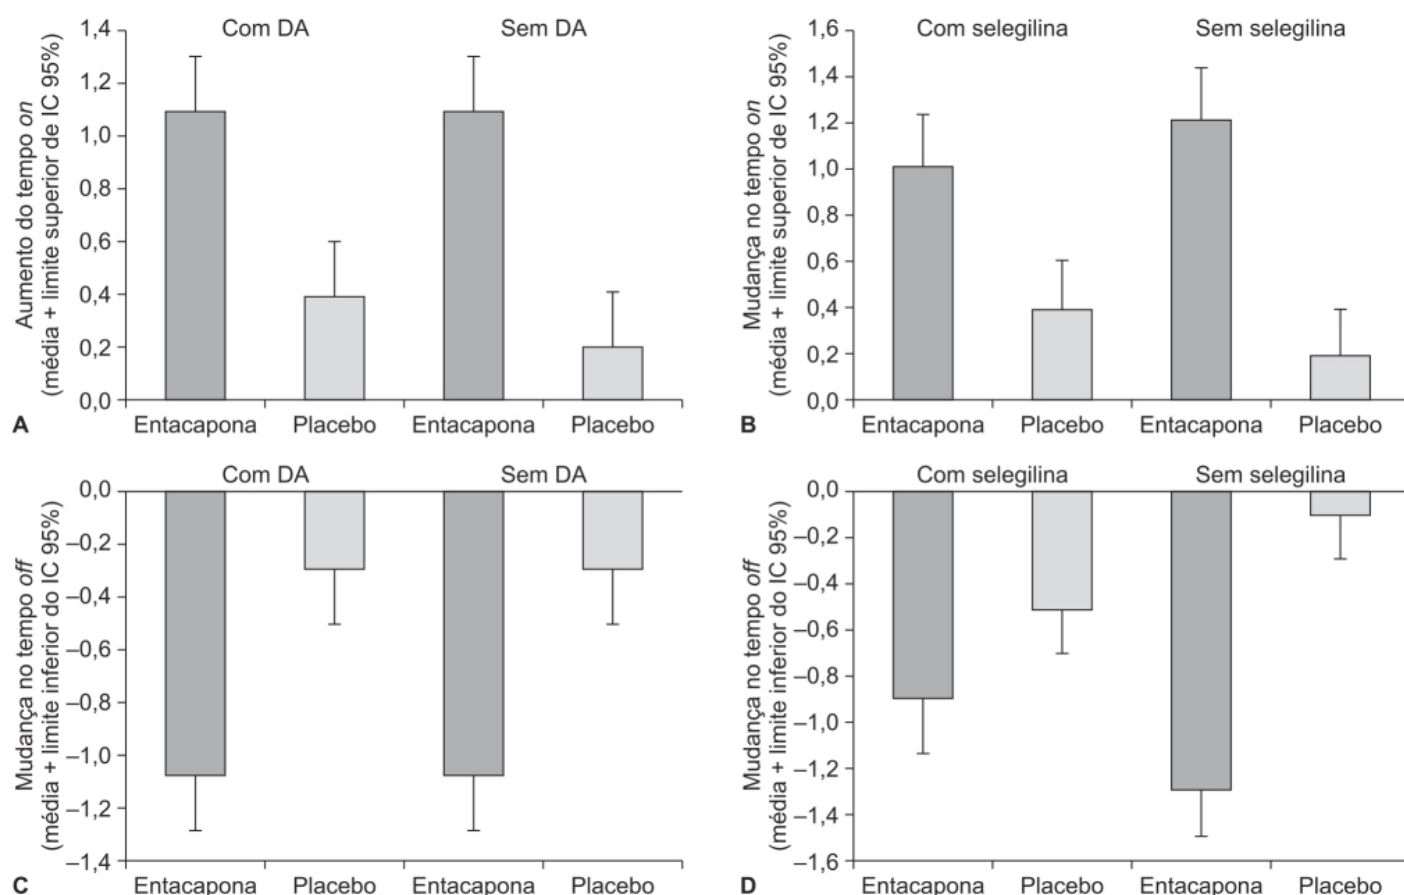 Aumento do tempo on
(média + limite superior de IC 95%)
1,4
1,2
1,0
0,8
0,6
0,4
0,2
0,0
Com DA
Sem DA
A
Entacapona
Placebo
Entacapona
Placebo
Mudança no tempo on
(média + limite superior de IC 95%)
1,6
1,4
1,2
1,0
0,8
0,6
0,4
0,2
0,0
Com selegilina
Sem selegilina
B
Entacapona
Placebo
Entacapona
Placebo
Mudança no tempo off
(média + limite inferior do IC 95%)
0,0
–0,2
–0,4
–0,6
–0,8
–1,0
–1,2
–1,4
Com DA
Sem DA
C
Entacapona
Placebo
Entacapona
Placebo
Mudança no tempo off
(média + limite inferior do IC 95%)
0,0
–0,2
–0,4
–0,6
–0,8
–1,0
–1,2
–1,4
–1,6
Com selegilina
Sem selegilina
D
Entacapona
Placebo
Entacapona
Placebo